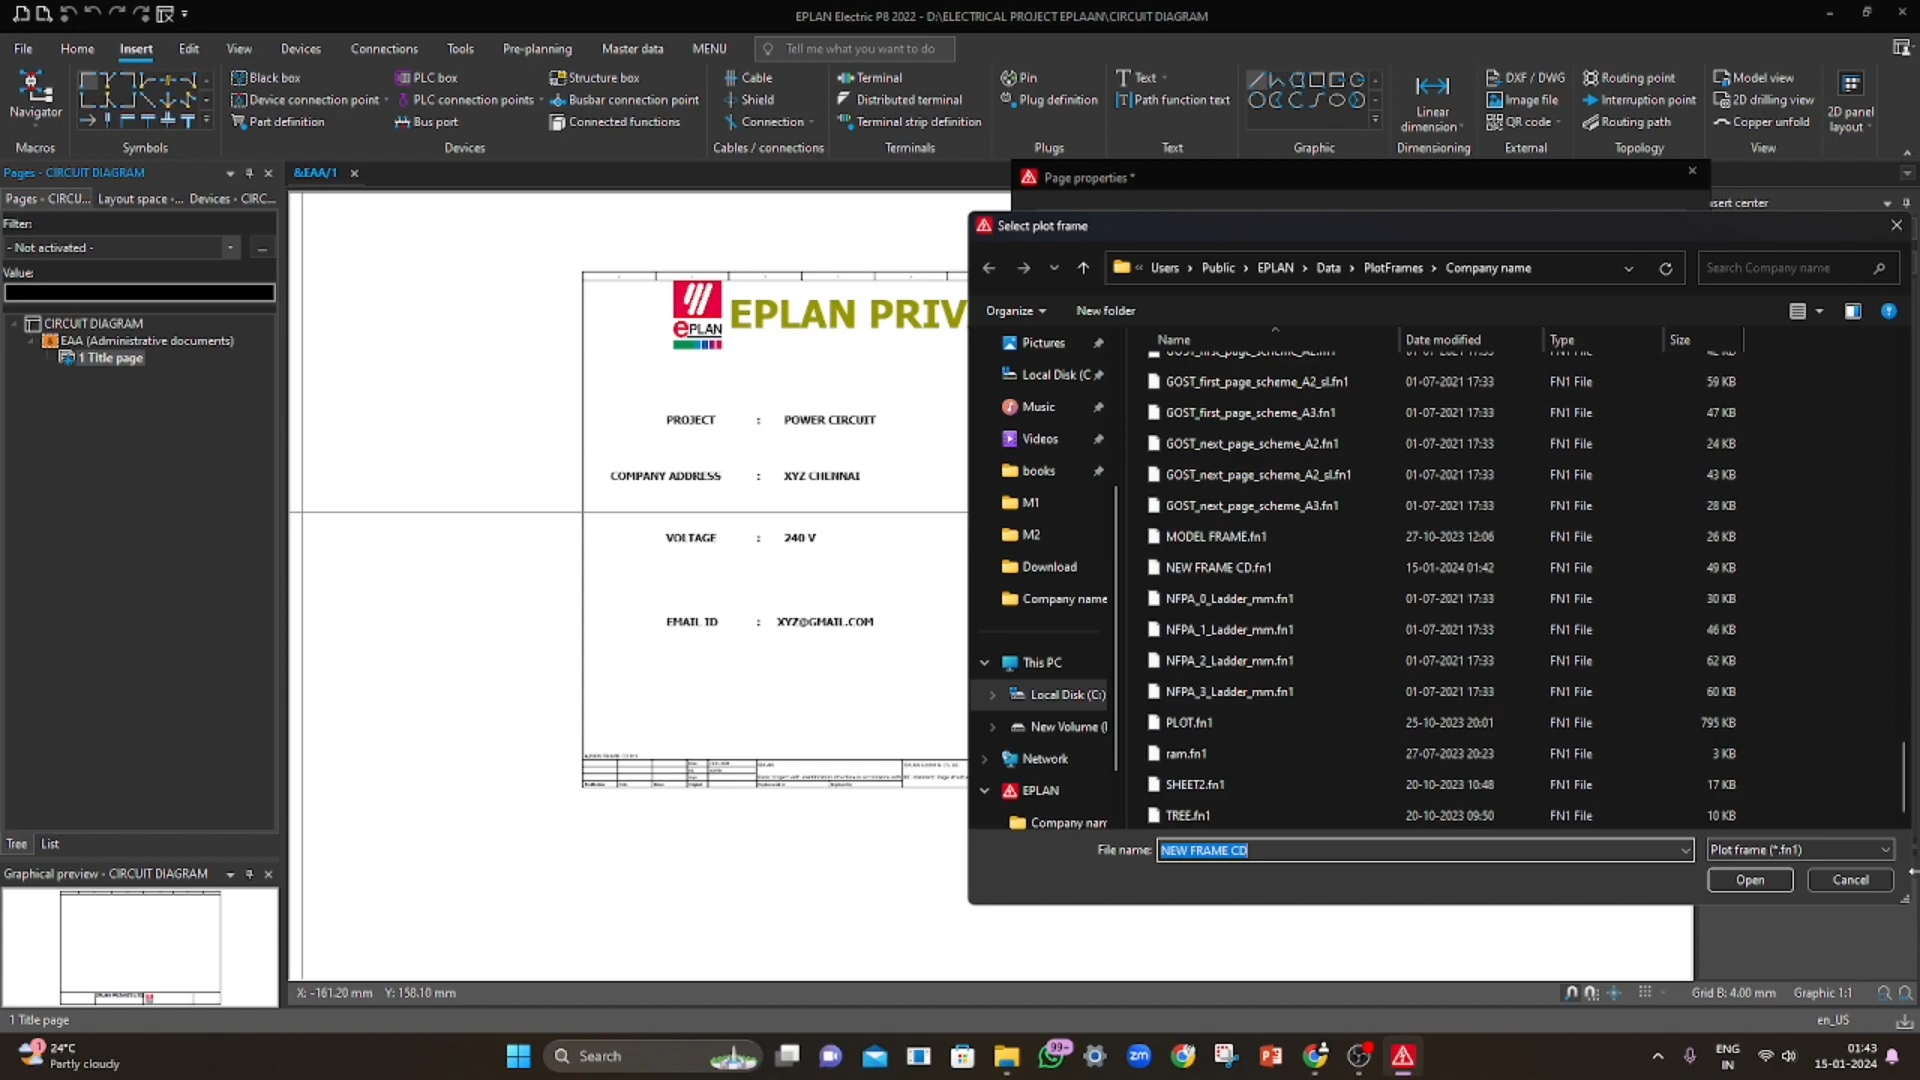 EPLAN Electric P8 2022 - D:\ELECTRICAL PROJECT EPLAAN\CIRCUIT DIAGRAM
File Home Insert Edit View Devices Connections Tools Pre-planning Master data MENU Tell me what you want to do
Black box PLC box Structure box Cable Terminal Pin Text DXF / DWG Routing point Model view
Navigator Device connection point PLC connection points Busbar connection point Shield Distributed terminal Plug definition Path function text Linear dimension Image file Interruption point 2D drilling view 2D panel layout
Part definition Bus port Connected functions Connection Terminal strip definition QR code Routing path Copper unfold
Macros Symbols Devices Cables / connections Terminals Plugs Text Graphic Dimensioning External Topology View
Pages - CIRCUIT DIAGRAM
&EAA/1
Page properties *
Pages - CIRCU... Layout space -... Devices - CIRC...
nsert center
Filter:
- Not activated -
...
Value:
CIRCUIT DIAGRAM
EAA (Administrative documents)
1 Title page
Tree List
Graphical preview - CIRCUIT DIAGRAM
ePLAN
EPLAN PRIV
PROJECT : POWER CIRCUIT
COMPANY ADDRESS : XYZ CHENNAI
VOLTAGE : 240 V
EMAIL ID : XYZ@GMAIL.COM
Select plot frame
« Users › Public › EPLAN › Data › PlotFrames › Company name
Search Company name
Organize New folder
Name Date modified Type Size
Pictures
Local Disk (C
Music
Videos
books
M1
M2
Download
Company name
This PC
Local Disk (C:)
New Volume (
Network
EPLAN
Company nam
GOST_first_page_scheme_A2_sl.fn1 01-07-2021 17:33 FN1 File 59 KB
GOST_first_page_scheme_A3.fn1 01-07-2021 17:33 FN1 File 47 KB
GOST_next_page_scheme_A2.fn1 01-07-2021 17:33 FN1 File 24 KB
GOST_next_page_scheme_A2_sl.fn1 01-07-2021 17:33 FN1 File 43 KB
GOST_next_page_scheme_A3.fn1 01-07-2021 17:33 FN1 File 28 KB
MODEL FRAME.fn1 27-10-2023 12:06 FN1 File 26 KB
NEW FRAME CD.fn1 15-01-2024 01:42 FN1 File 49 KB
NFPA_0_Ladder_mm.fn1 01-07-2021 17:33 FN1 File 30 KB
NFPA_1_Ladder_mm.fn1 01-07-2021 17:33 FN1 File 46 KB
NFPA_2_Ladder_mm.fn1 01-07-2021 17:33 FN1 File 62 KB
NFPA_3_Ladder_mm.fn1 01-07-2021 17:33 FN1 File 60 KB
PLOT.fn1 25-10-2023 20:01 FN1 File 795 KB
ram.fn1 27-07-2023 20:23 FN1 File 3 KB
SHEET2.fn1 20-10-2023 10:48 FN1 File 17 KB
TREE.fn1 20-10-2023 09:50 FN1 File 10 KB
File name: NEW FRAME CD Plot frame (*.fn1)
Open Cancel
X: -161.20 mm Y: 158.10 mm Grid B: 4.00 mm Graphic 1:1
1 Title page en_US
24°C
Partly cloudy
1
Search
99+
zm
ENG
IN
01:43
15-01-2024